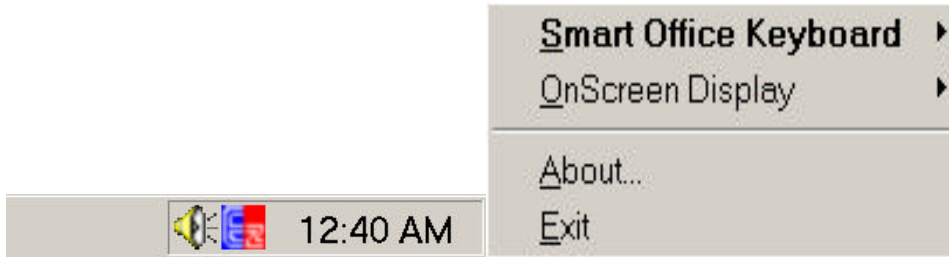 Smart Office Keyboard
OnScreen Display
About...
Exit
12:40 AM